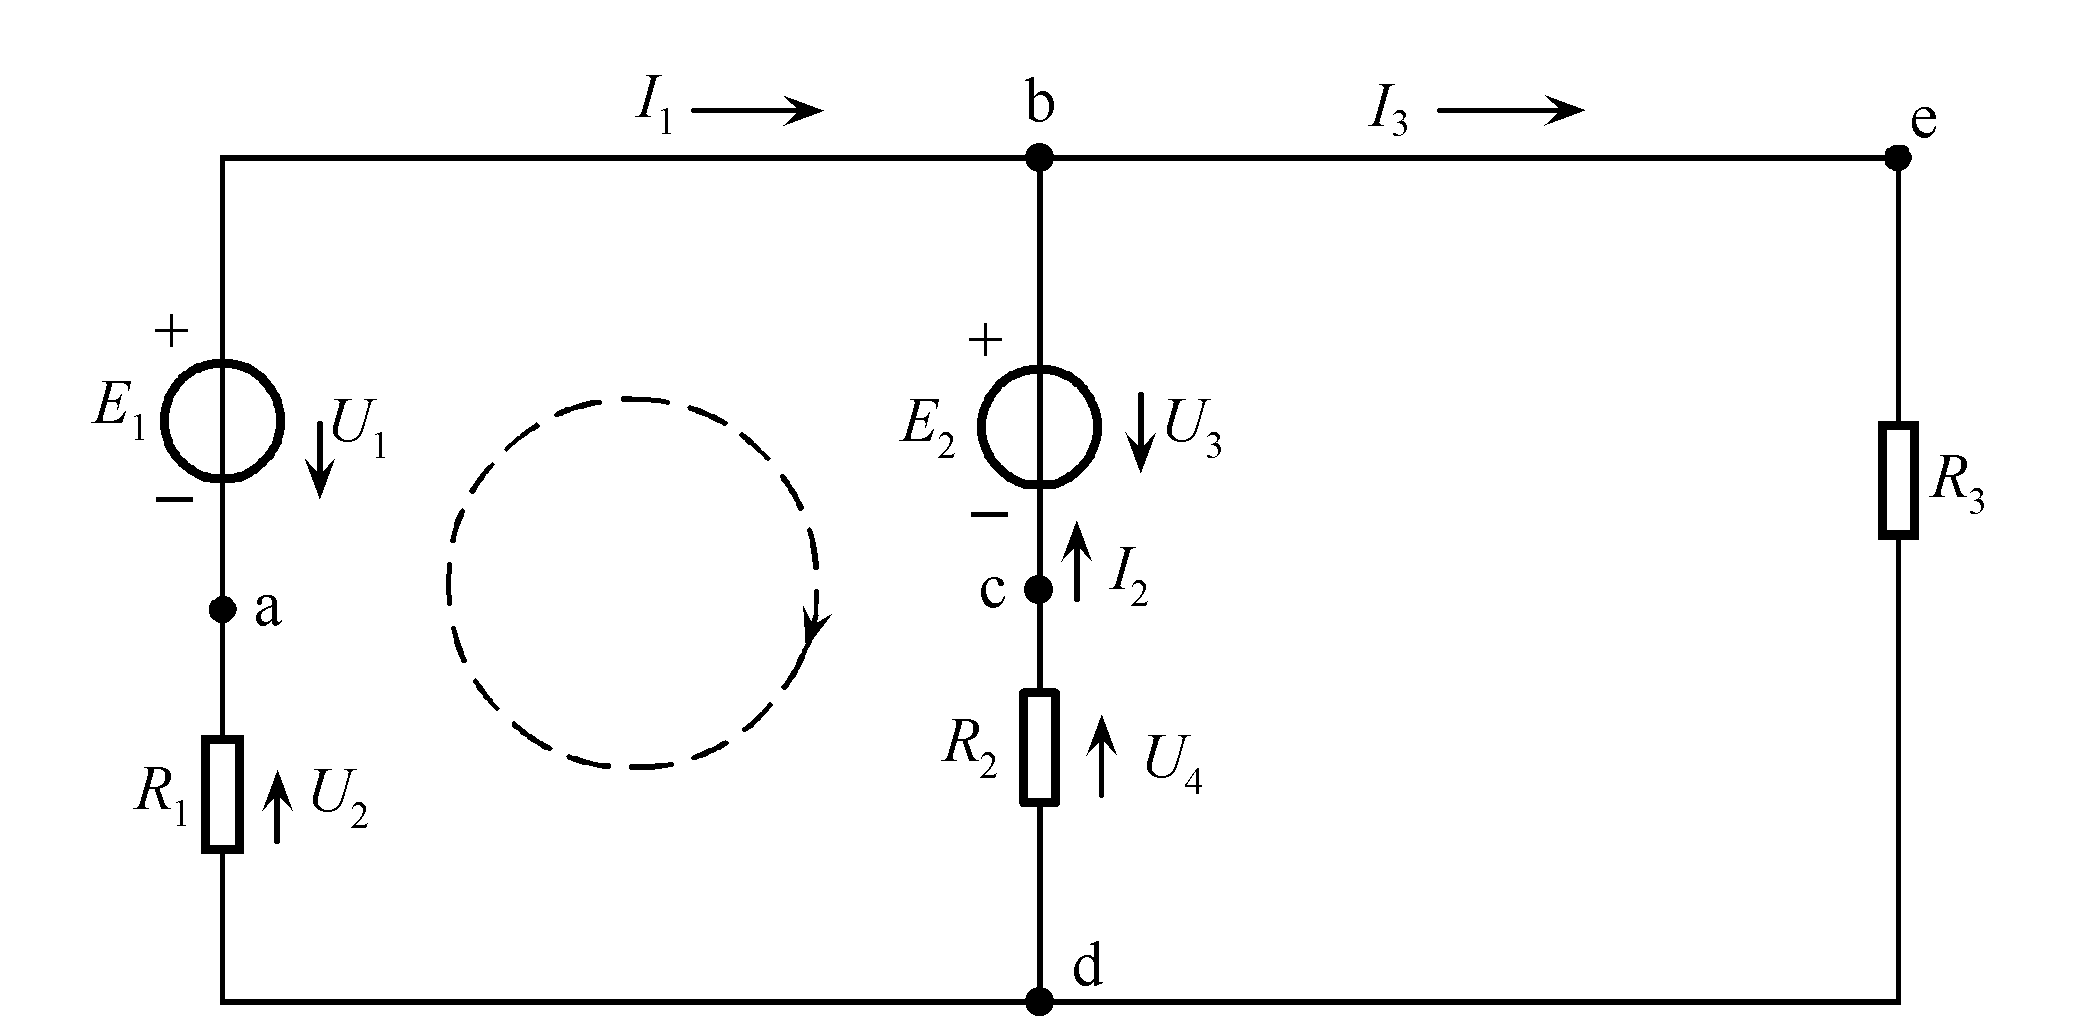 I₁
b
I₃
e
+
E₁
−
U₁
+
E₂
−
U₃
R₃
a
c
I₂
R₁
U₂
R₂
U₄
d